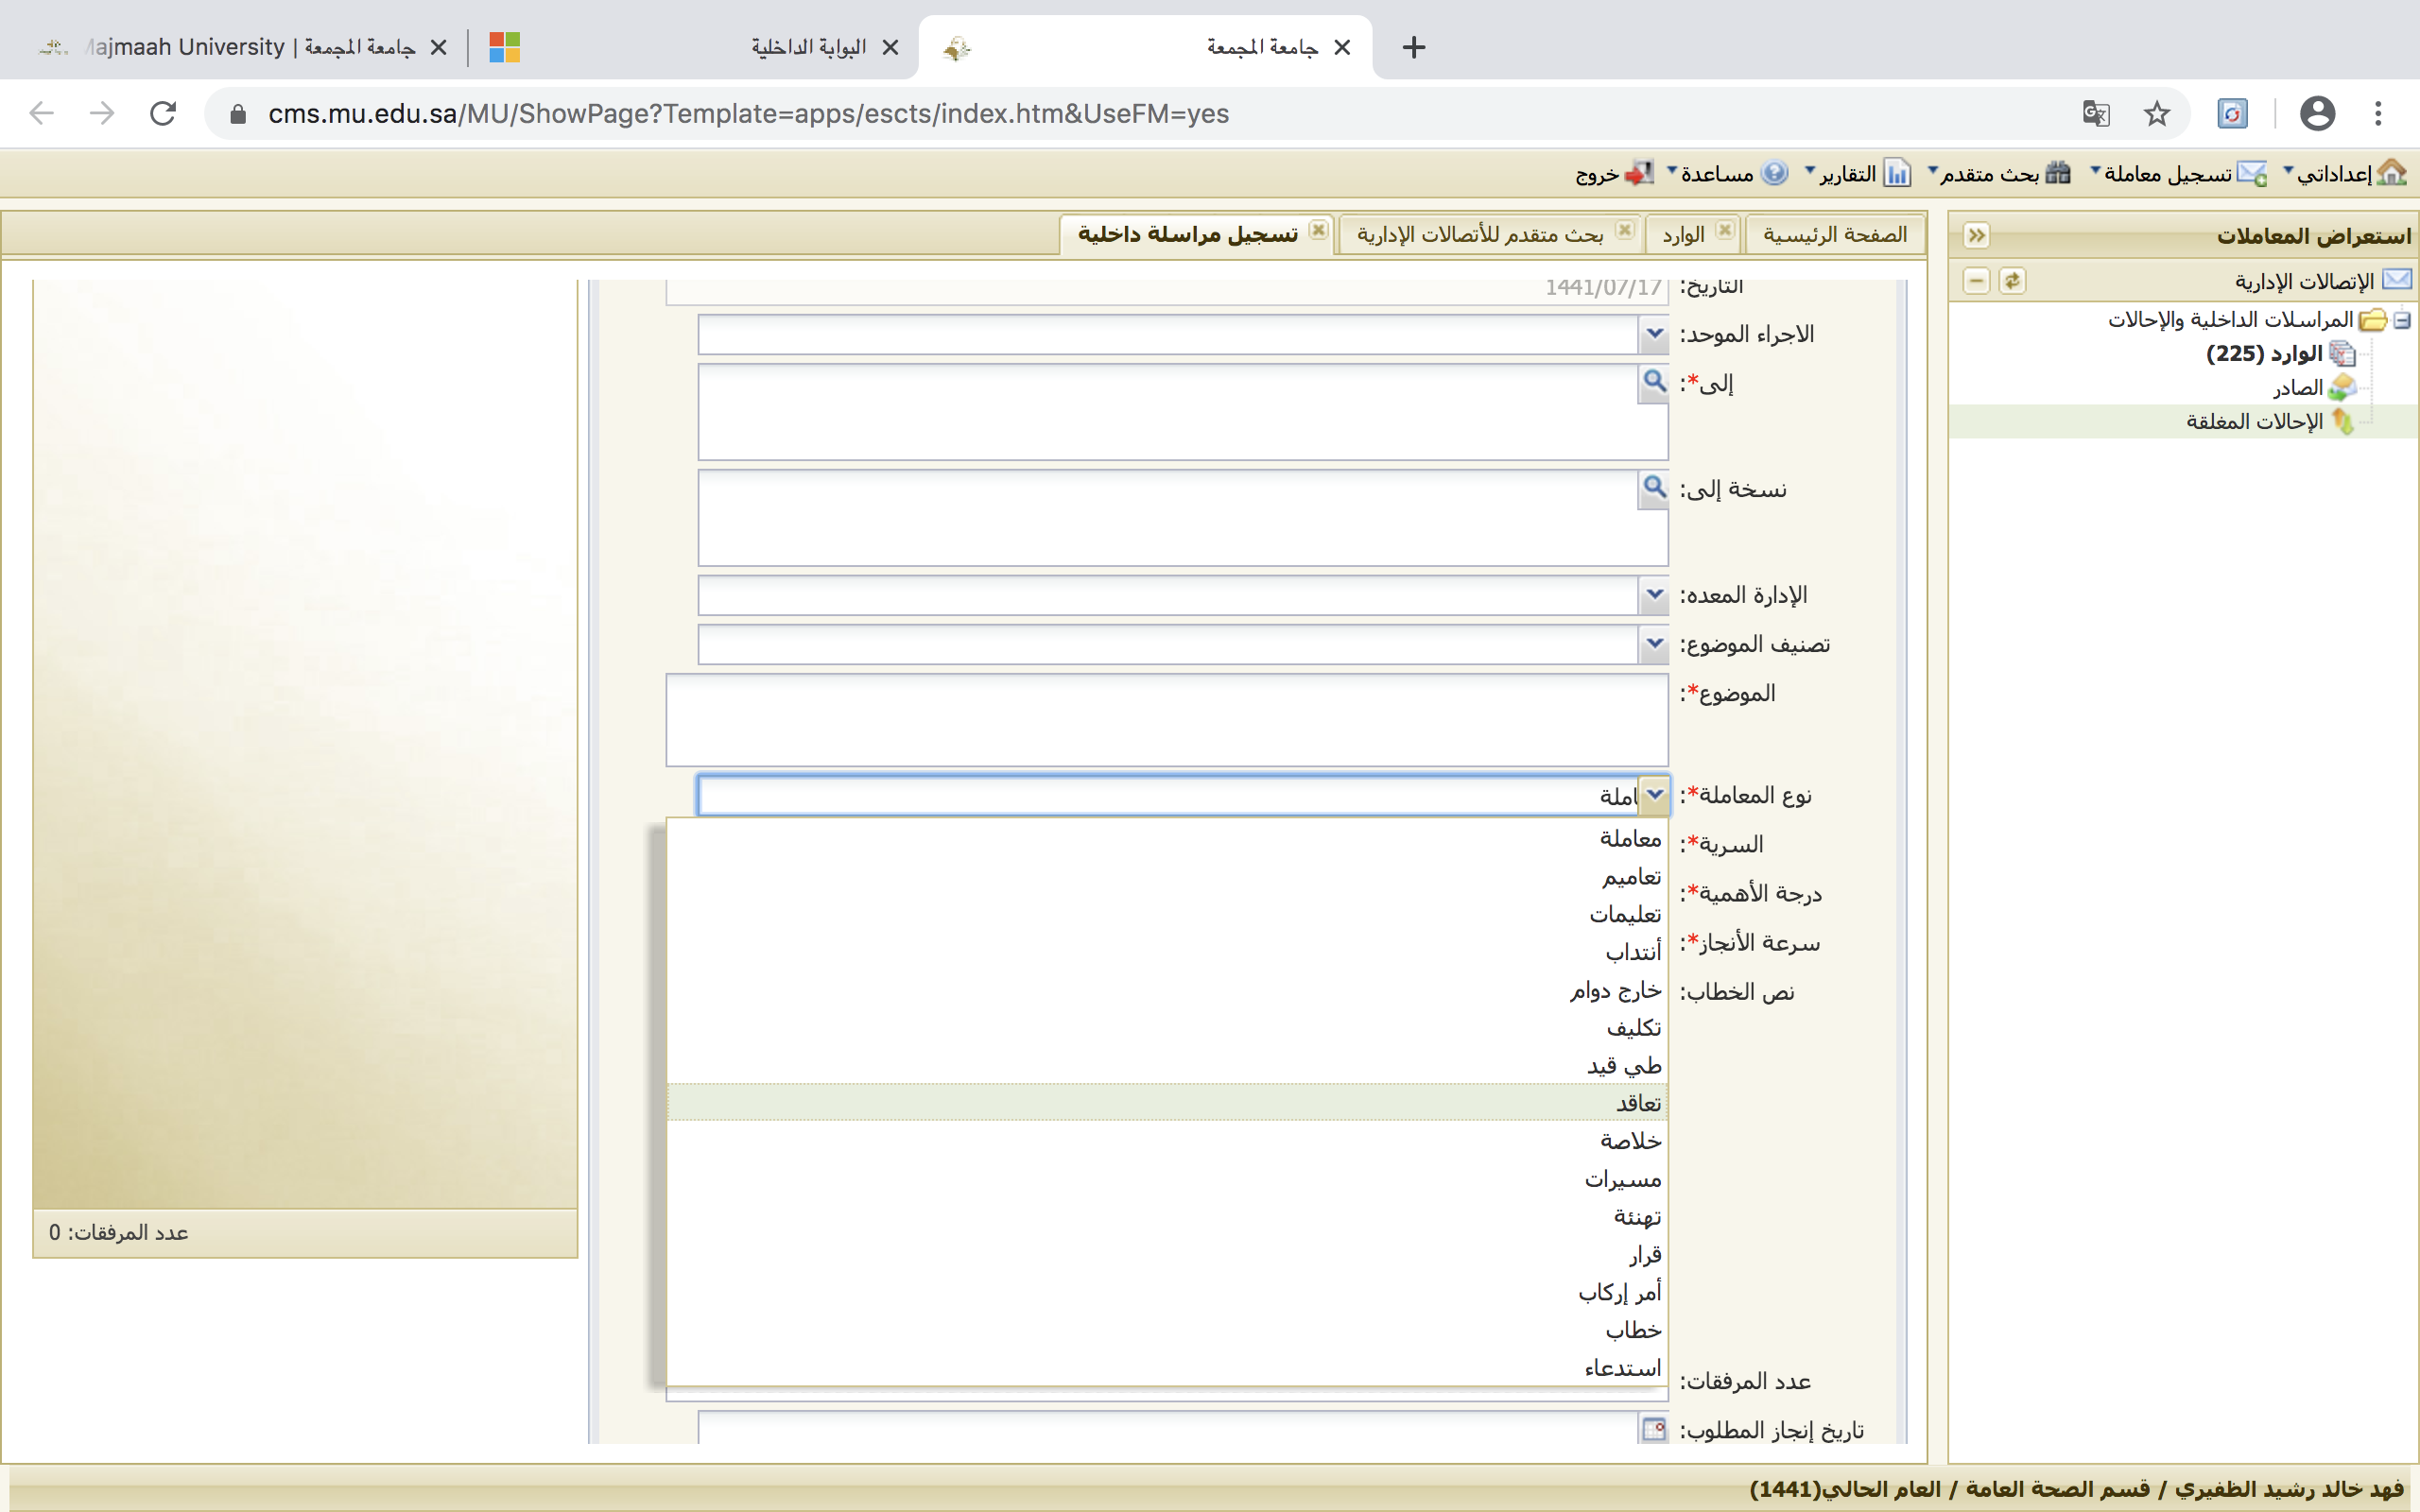 Majmaah University | جامعة المجمعة
البوابة الداخلية
جامعة المجمعة
cms.mu.edu.sa/MU/ShowPage?Template=apps/escts/index.htm&UseFM=yes
إعداداتي تسجيل معاملة بحث متقدم التقارير مساعدة خروج
استعراض المعاملات
الإتصالات الإدارية
المراسلات الداخلية والإحالات
الوارد (225)
الصادر
الإحالات المغلقة
الصفحة الرئيسية الوارد بحث متقدم للأتصالات الإدارية تسجيل مراسلة داخلية
التاريخ: 1441/07/17
الاجراء الموحد:
إلى*:
نسخة إلى:
الإدارة المعده:
تصنيف الموضوع:
الموضوع*:
نوع المعاملة*: املة
السرية*:
درجة الأهمية*:
سرعة الأنجاز*:
نص الخطاب:
معاملة
تعاميم
تعليمات
أنتداب
خارج دوام
تكليف
طي قيد
تعاقد
خلاصة
مسيرات
تهنئة
قرار
أمر إركاب
خطاب
استدعاء
عدد المرفقات:
تاريخ إنجاز المطلوب:
عدد المرفقات: 0
فهد خالد رشيد الظفيري / قسم الصحة العامة / العام الحالي(1441)